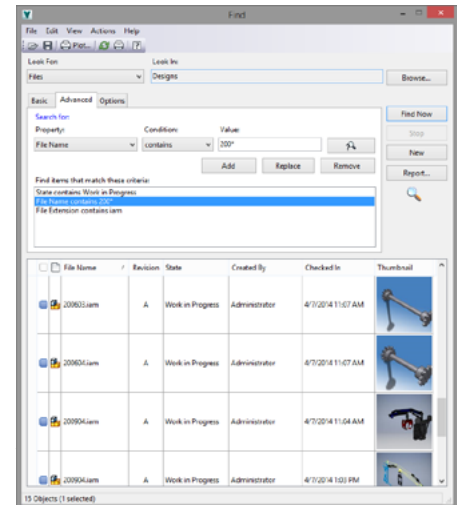 Find
File Edit View Actions Help
Plot...
Look For: Look In:
Files Designs Browse...
Basic Advanced Options
Search for: Find Now
Property: Condition: Value: Stop
File Name contains 200* New
Add Replace Remove Report...
Find items that match these criteria:
State contains Work in Progress
File Name contains 200*
File Extension contains iam
File Name Revision State Created By Checked In Thumbnail
200603.iam A Work in Progress Administrator 4/7/2014 11:07 AM
200604.iam A Work in Progress Administrator 4/7/2014 11:07 AM
200904.iam A Work in Progress Administrator 4/7/2014 11:04 AM
200904.iam A Work in Progress Administrator 4/7/2014 1:03 PM
15 Objects (1 selected)